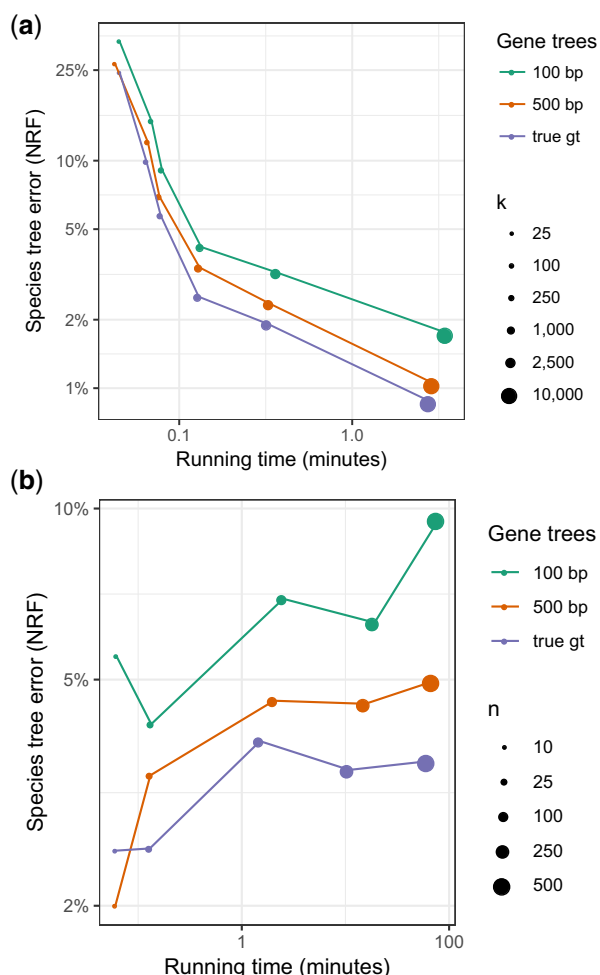 (a)
Species tree error (NRF)
25%
10%
5%
2%
1%
0.1
1.0
Running time (minutes)
Gene trees
100 bp
500 bp
true gt
k
25
100
250
1,000
2,500
10,000
(b)
Species tree error (NRF)
10%
5%
2%
1
100
Running time (minutes)
Gene trees
100 bp
500 bp
true gt
n
10
25
100
250
500